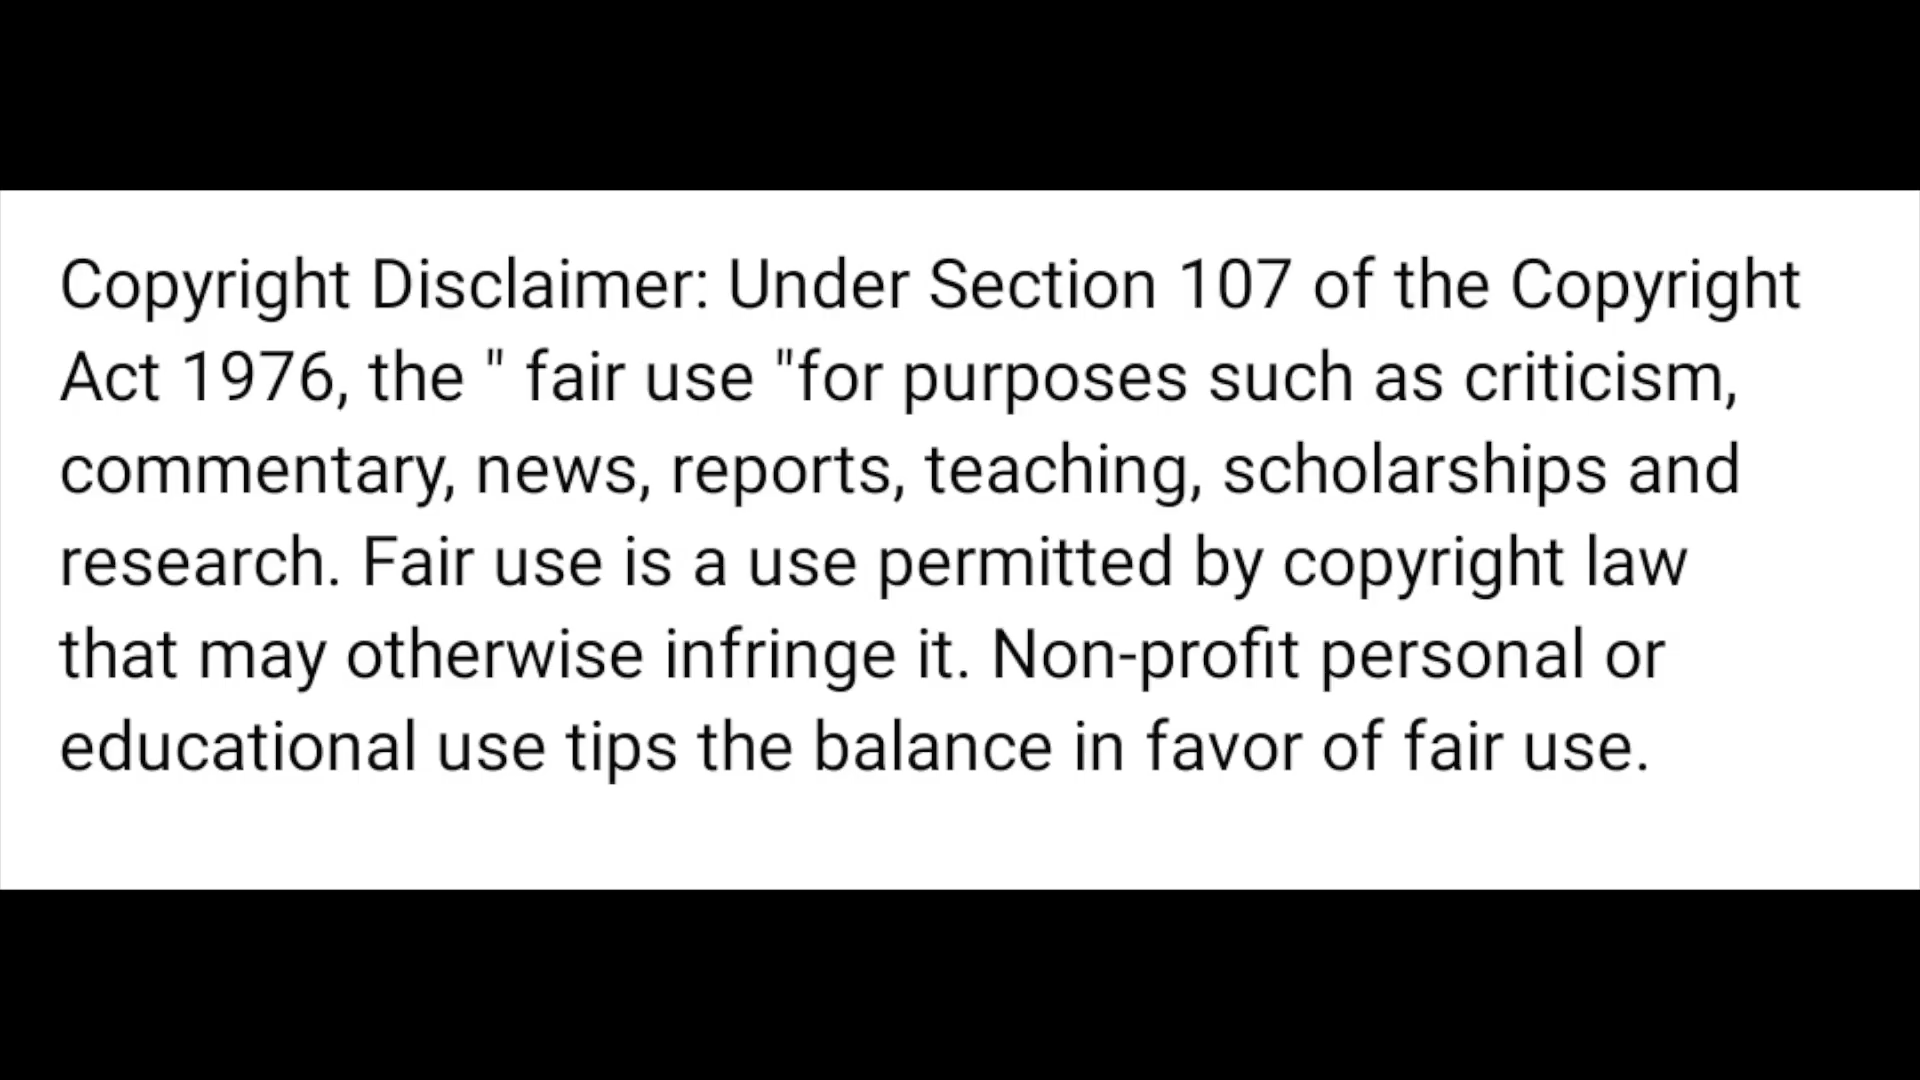 Copyright Disclaimer: Under Section 107 of the Copyright
Act 1976, the " fair use "for purposes such as criticism,
commentary, news, reports, teaching, scholarships and
research. Fair use is a use permitted by copyright law
that may otherwise infringe it. Non-profit personal or
educational use tips the balance in favor of fair use.